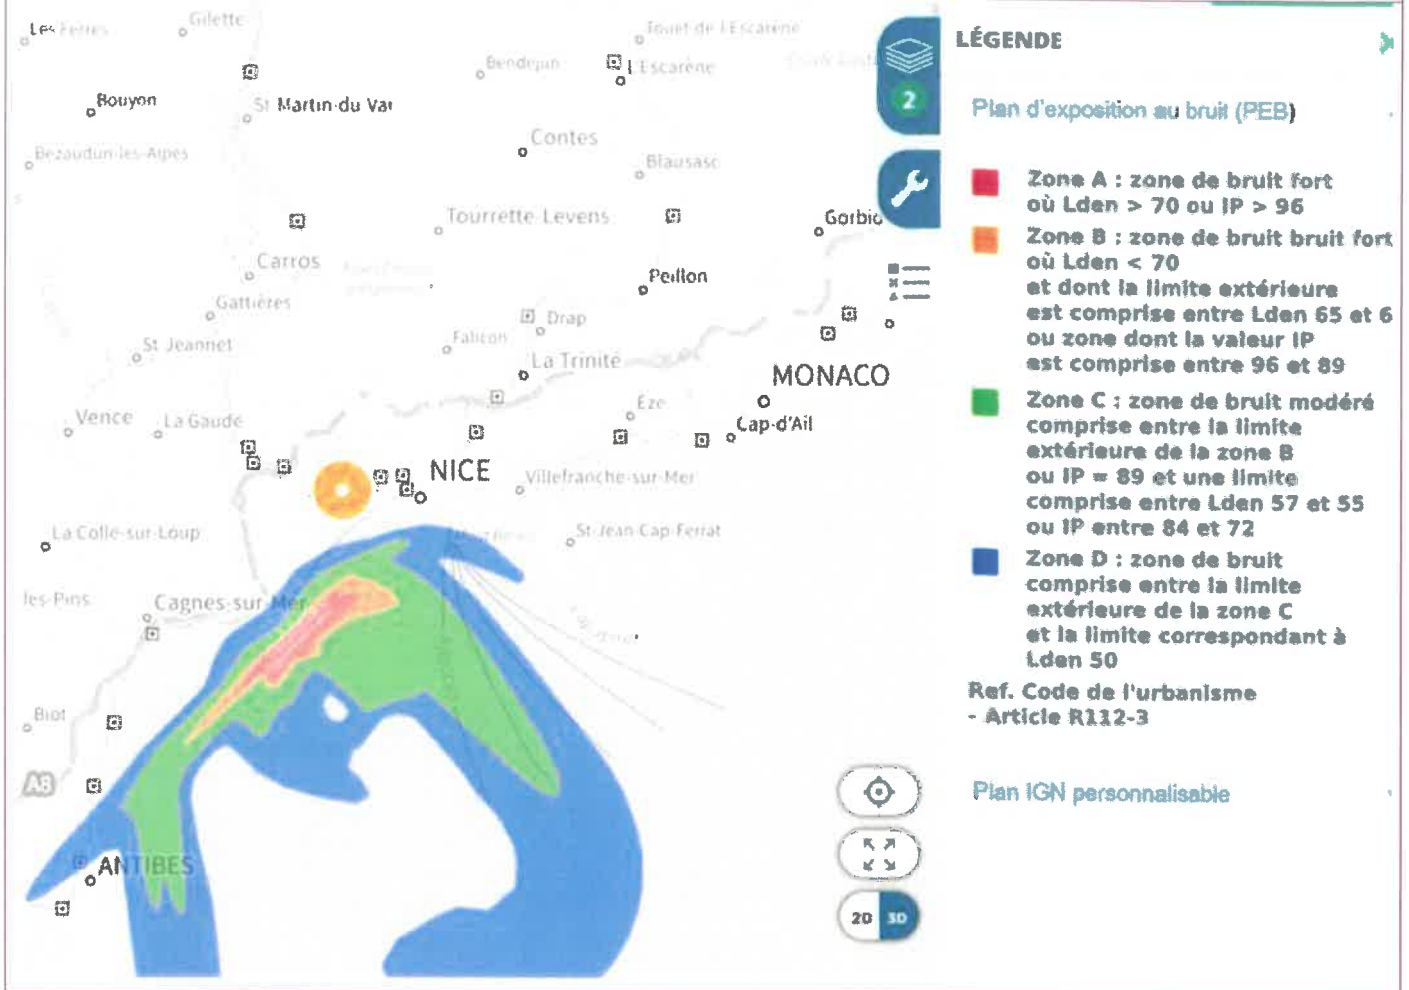 Les Ferres
Gilette
Touet-de-l'Escarène
Bendejun
l'Escarène
Bouyon
St Martin-du-Var
Contes
Bezaudun-les-Alpes
Blausasc
Tourrette-Levens
Gorbio
Carros
Peillon
Gattières
Drap
Falicon
St Jeannet
La Trinité
MONACO
Vence
La Gaude
Eze
Cap-d'Ail
NICE
Villefranche-sur-Mer
La Colle-sur-Loup
St-Jean-Cap-Ferrat
les-Pins
Cagnes-sur-Mer
Biot
A8
ANTIBES
2
2D 3D
LÉGENDE
Plan d'exposition au bruit (PEB)
Zone A : zone de bruit fort
où Lden > 70 ou IP > 96
Zone B : zone de bruit bruit fort
où Lden < 70
et dont la limite extérieure
est comprise entre Lden 65 et 6
ou zone dont la valeur IP
est comprise entre 96 et 89
Zone C : zone de bruit modéré
comprise entre la limite
extérieure de la zone B
ou IP = 89 et une limite
comprise entre Lden 57 et 55
ou IP entre 84 et 72
Zone D : zone de bruit
comprise entre la limite
extérieure de la zone C
et la limite correspondant à
Lden 50
Ref. Code de l'urbanisme
- Article R112-3
Plan IGN personnalisable